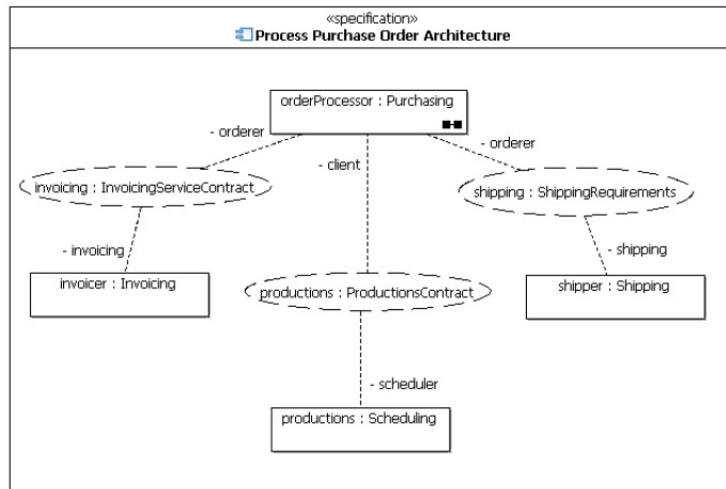 «specification»
Process Purchase Order Architecture
orderProcessor : Purchasing
- orderer
- client
- orderer
invoicing : InvoicingServiceContract
shipping : ShippingRequirements
- invoicing
- shipping
invoicer : Invoicing
productions : ProductionsContract
shipper : Shipping
- scheduler
productions : Scheduling